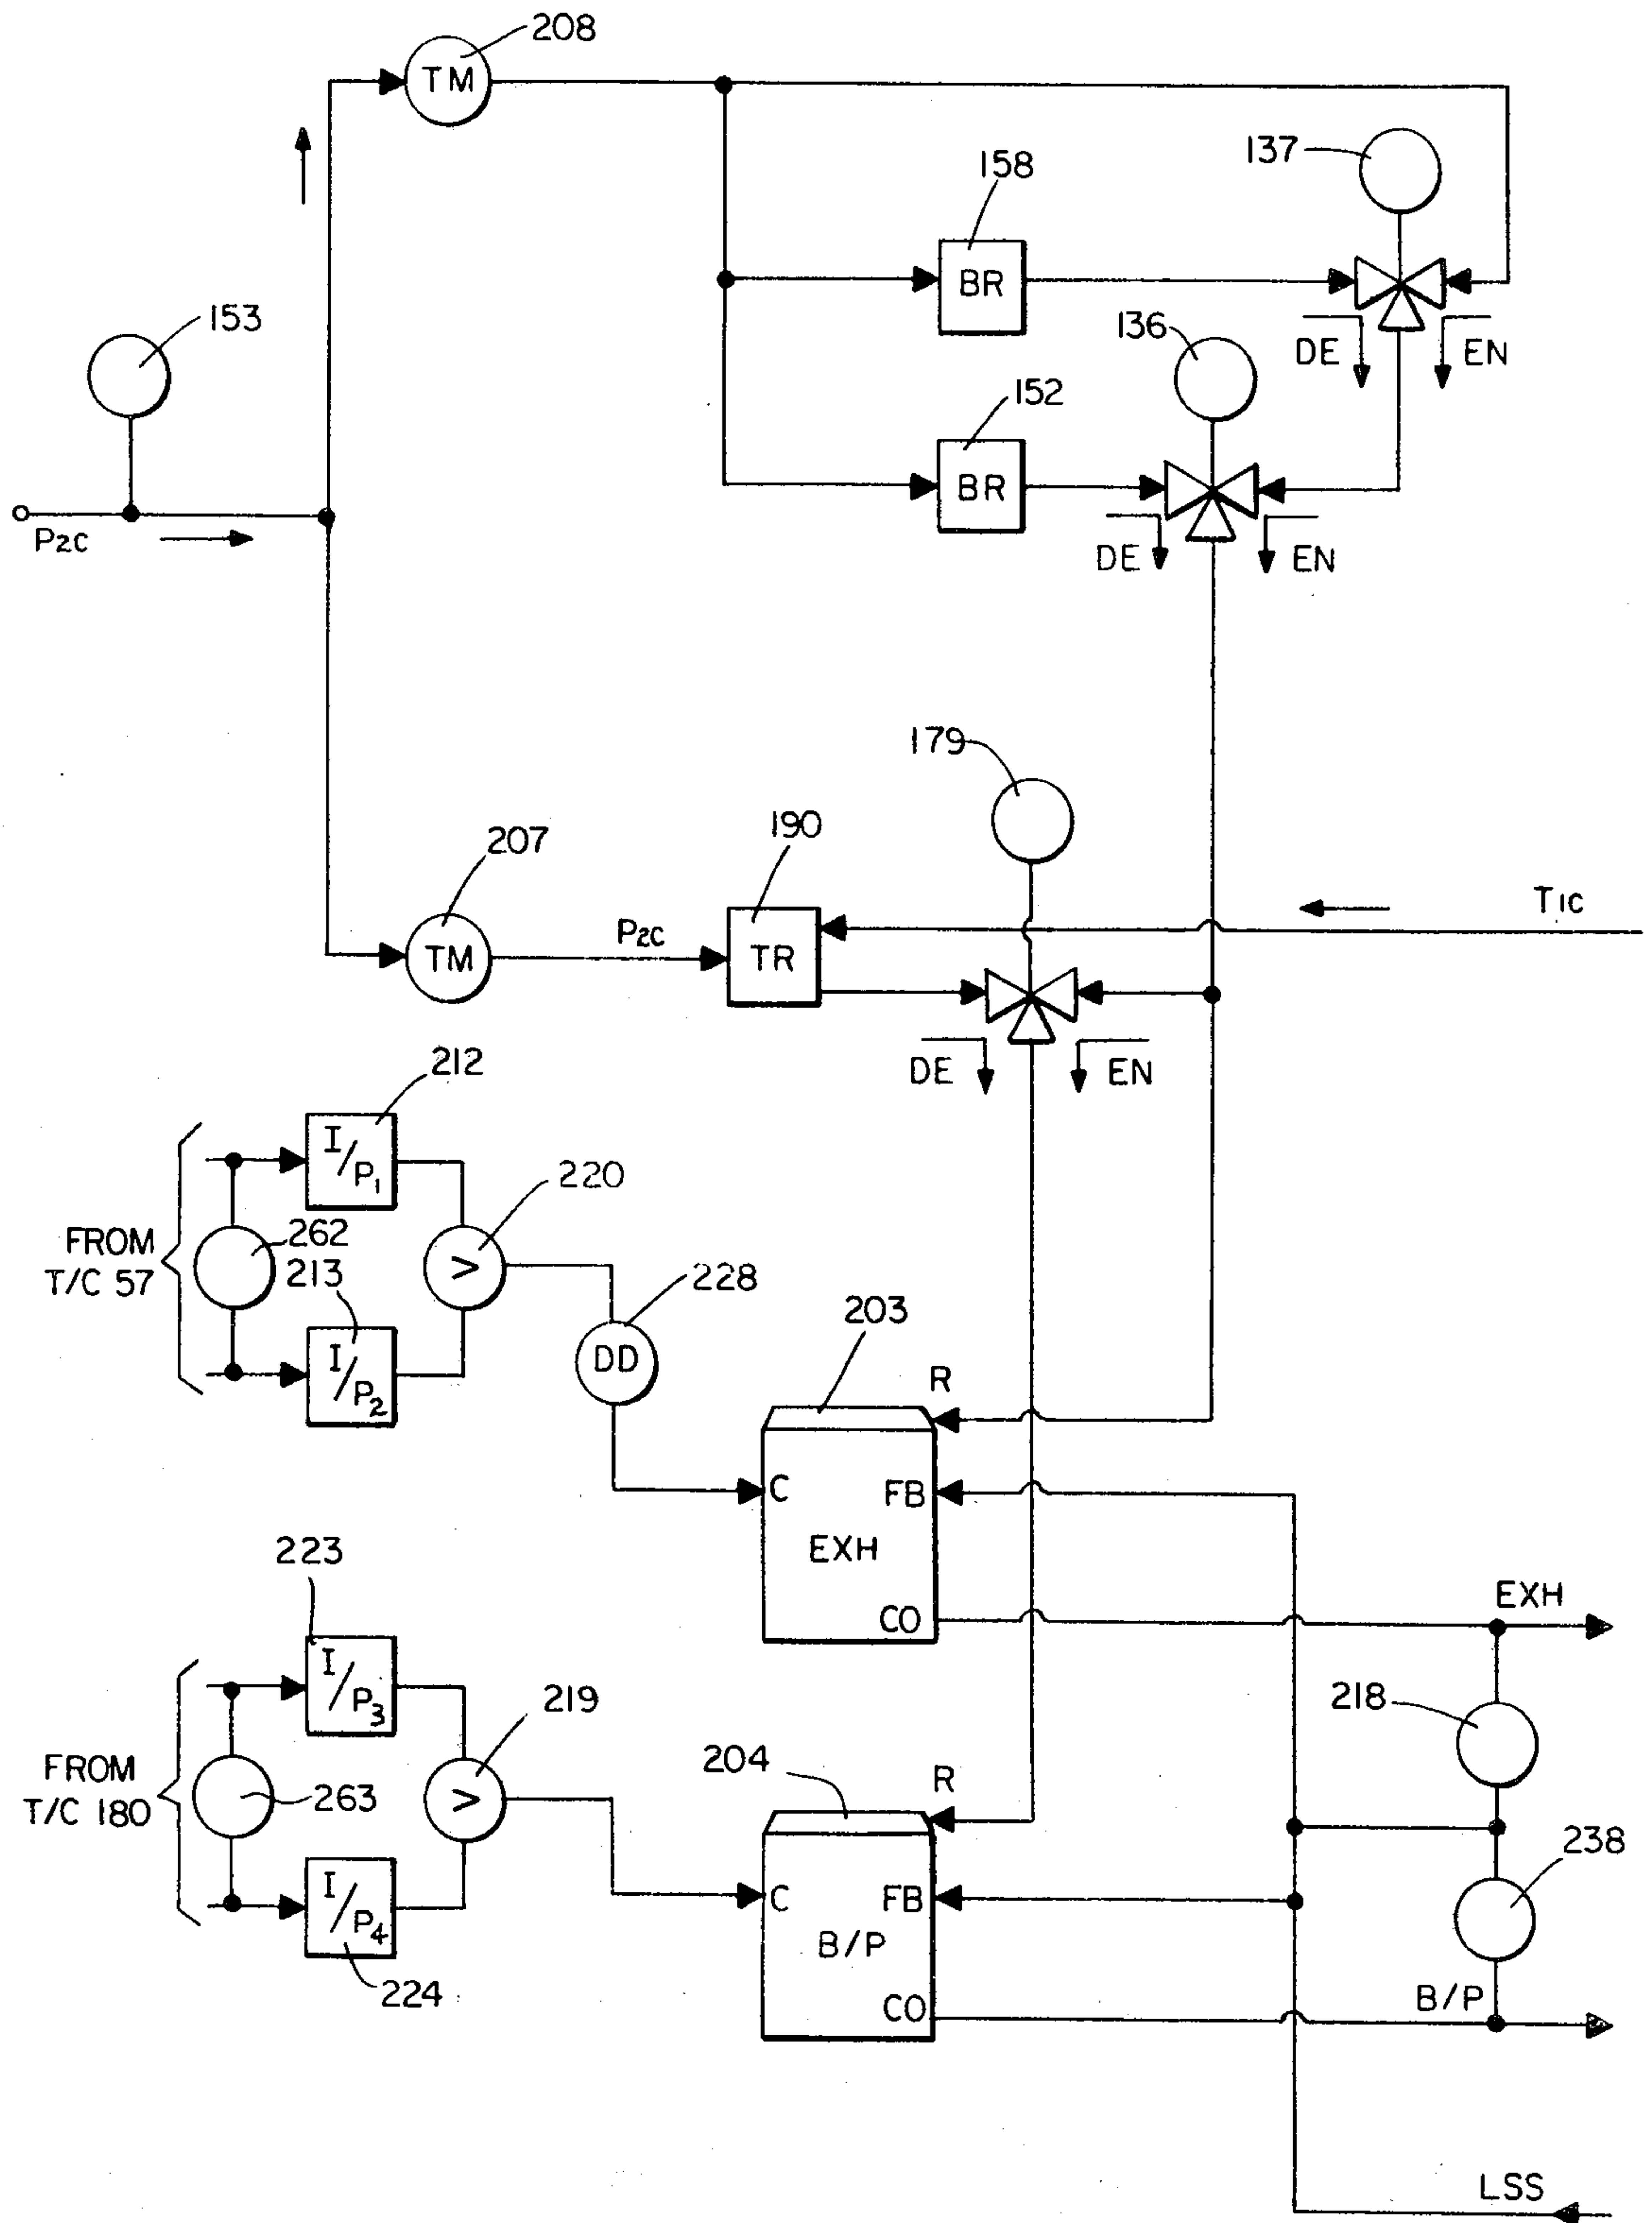 208
TM
137
158
BR
153
136
DE
EN
152
BR
P2C
DE
EN
179
190
207
T1C
P2C
TM
TR
212
DE
EN
I/P1
220
FROM
T/C 57
262
213
>
228
203
I/P2
DD
R
C
FB
223
EXH
EXH
CO
I/P3
219
218
204
R
FROM
T/C 180
263
>
238
I/P4
C
FB
B/P
224
B/P
CO
LSS